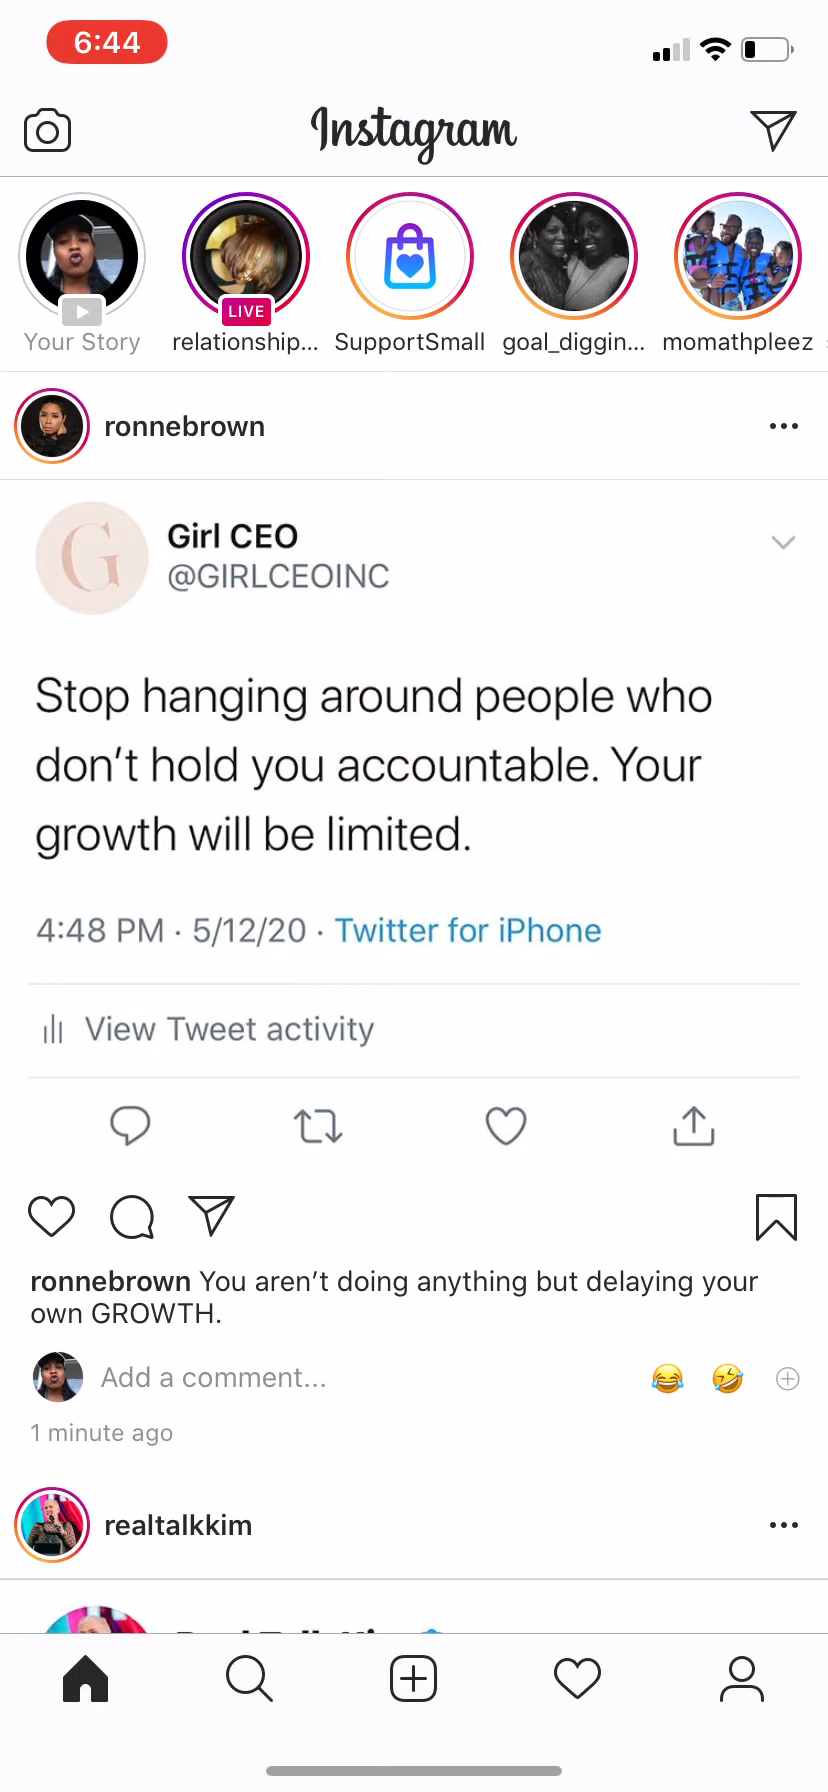 6:44
Instagram
LIVE
Your Story
relationship...
SupportSmall
goal_diggin...
momathpleez
ronnebrown
G
Girl CEO
@GIRLCEOINC
Stop hanging around people who
don't hold you accountable. Your
growth will be limited.
4:48 PM · 5/12/20 · Twitter for iPhone
View Tweet activity
ronnebrown You aren't doing anything but delaying your
own GROWTH.
Add a comment...
1 minute ago
realtalkkim